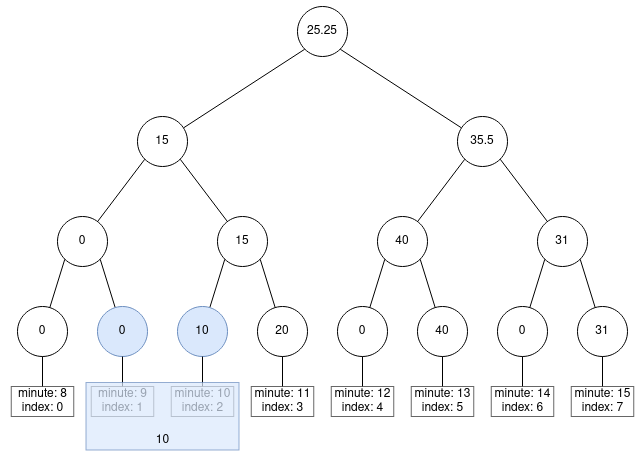 25.25
15
35.5
0
15
40
31
0
0
10
20
0
40
0
31
minute: 8
index: 0
minute: 9
index: 1
minute: 10
index: 2
minute: 11
index: 3
minute: 12
index: 4
minute: 13
index: 5
minute: 14
index: 6
minute: 15
index: 7
10